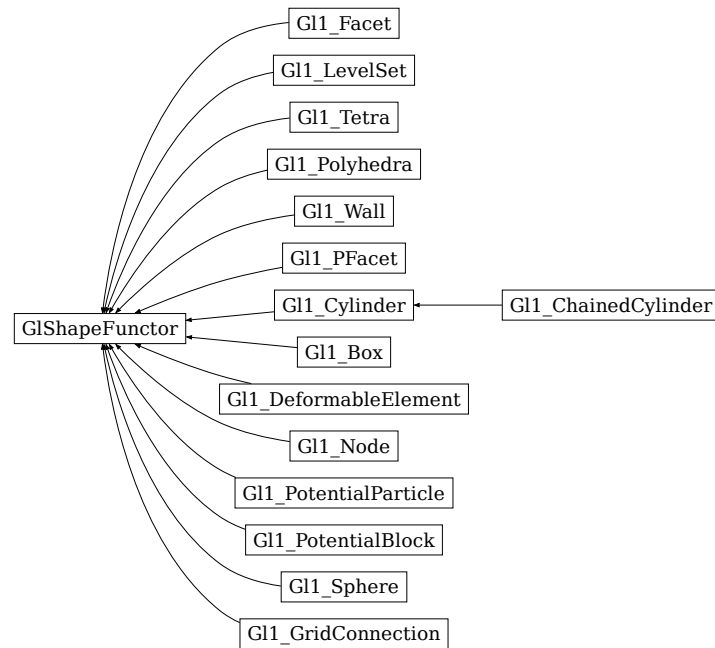 Gl1_Facet
Gl1_LevelSet
Gl1_Tetra
Gl1_Polyhedra
Gl1_Wall
Gl1_PFacet
Gl1_Cylinder
Gl1_ChainedCylinder
GlShapeFunctor
Gl1_Box
Gl1_DeformableElement
Gl1_Node
Gl1_PotentialParticle
Gl1_PotentialBlock
Gl1_Sphere
Gl1_GridConnection